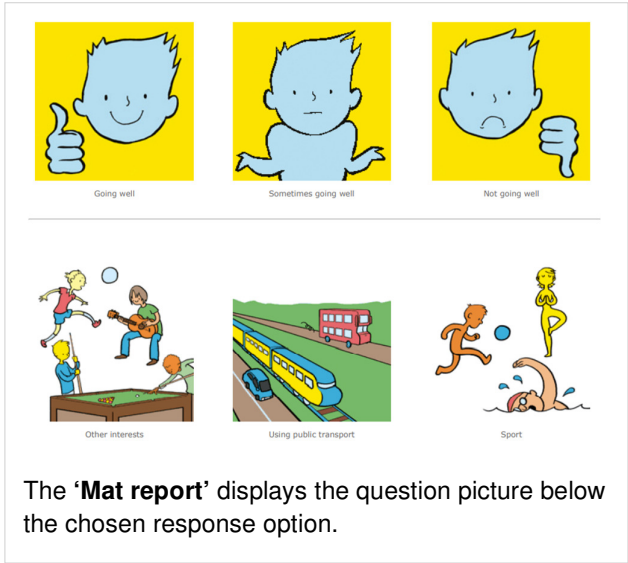 Going well
Sometimes going well
Not going well
Other interests
Using public transport
Sport
The ‘Mat report’ displays the question picture below
the chosen response option.